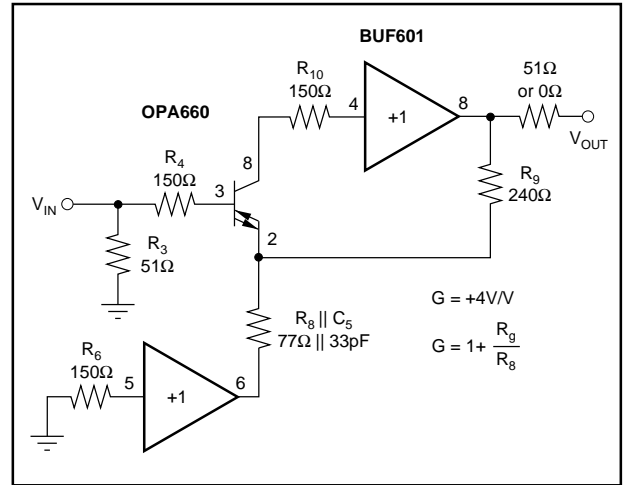 BUF601
OPA660
R10
150Ω
4
+1
8
51Ω
or 0Ω
VOUT
R9
240Ω
8
R4
150Ω
3
VIN
R3
51Ω
2
R8 || C5
77Ω || 33pF
G = +4V/V
G = 1+ Rg
R8
R6
150Ω
5
+1
6